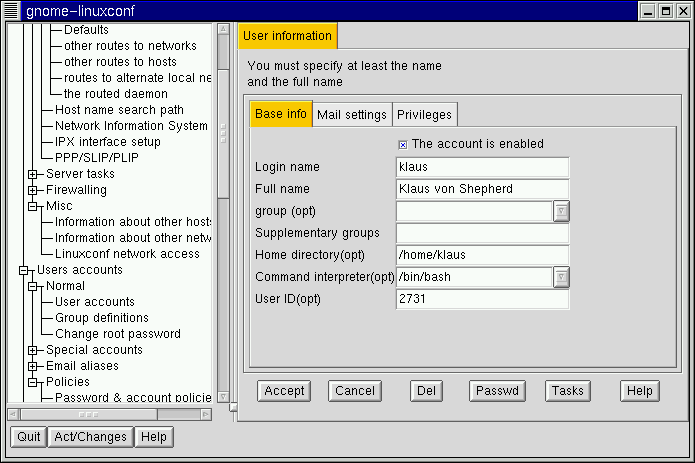 gnome-linuxconf
Defaults
other routes to networks
other routes to hosts
routes to alternate local ne
the routed daemon
Host name search path
Network Information System
IPX interface setup
PPP/SLIP/PLIP
Server tasks
Firewalling
Misc
Information about other hosts
Information about other netw
Linuxconf network access
Users accounts
Normal
User accounts
Group definitions
Change root password
Special accounts
Email aliases
Policies
Password & account policie
User information
You must specify at least the name
and the full name
Base info Mail settings Privileges
The account is enabled
Login name klaus
Full name Klaus von Shepherd
group (opt)
Supplementary groups
Home directory(opt) /home/klaus
Command interpreter(opt) /bin/bash
User ID(opt) 2731
Accept Cancel Del Passwd Tasks Help
Quit Act/Changes Help